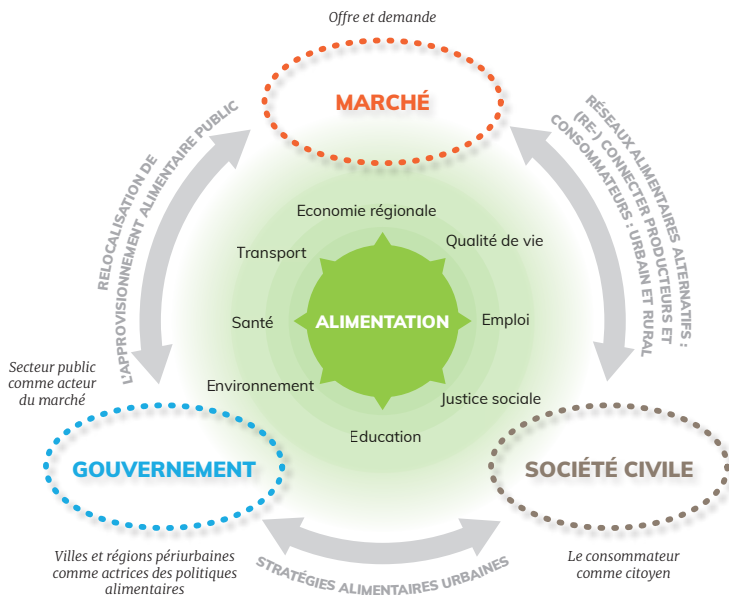 Offre et demande
MARCHÉ
RELOCALISATION DE
L'APPROVISIONNEMENT ALIMENTAIRE PUBLIC
RÉSEAUX ALIMENTAIRES ALTERNATIFS :
(RE-) CONNECTER PRODUCTEURS ET
CONSOMMATEURS : URBAIN ET RURAL
Economie régionale
Qualité de vie
Transport
Santé
ALIMENTATION
Emploi
Environnement
Justice sociale
Education
Secteur public
comme acteur
du marché
GOUVERNEMENT
SOCIÉTÉ CIVILE
Villes et régions périurbaines
comme actrices des politiques
alimentaires
STRATÉGIES ALIMENTAIRES URBAINES
Le consommateur
comme citoyen